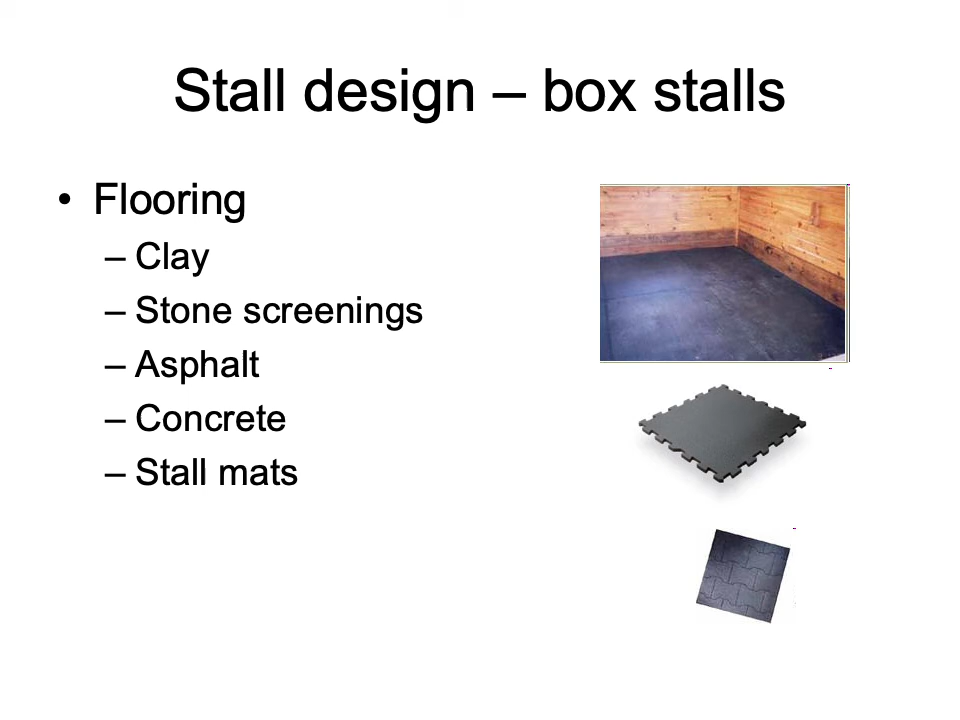 Stall design – box stalls
• Flooring
– Clay
– Stone screenings
– Asphalt
– Concrete
– Stall mats